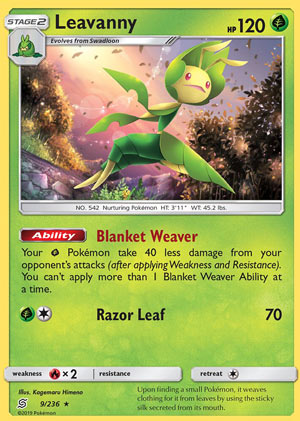 STAGE2 Leavanny HP120
Evolves from Swadloon
NO. 542 Nurturing Pokémon HT: 3'11" WT: 45.2 lbs.
Ability Blanket Weaver
Your Pokémon take 40 less damage from your
opponent's attacks (after applying Weakness and Resistance).
You can't apply more than 1 Blanket Weaver Ability at
a time.
Razor Leaf 70
weakness × 2 resistance retreat
Illus. Kagemaru Himeno
9/236
©2019 Pokémon
Upon finding a small Pokémon, it weaves
clothing for it from leaves by using the sticky
silk secreted from its mouth.